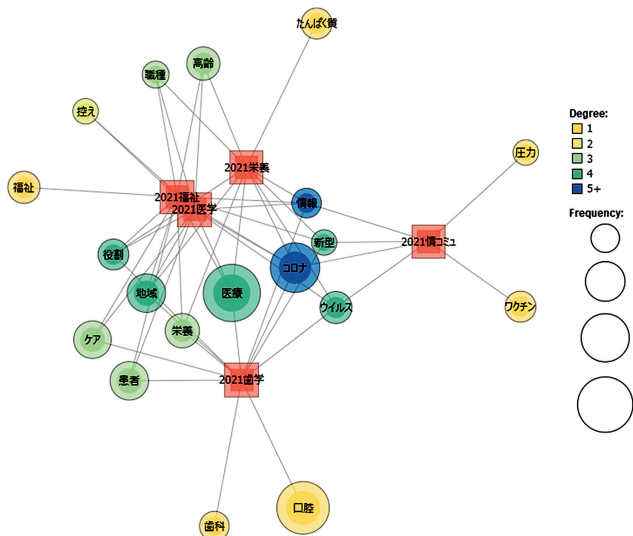 たんぱく質
高齢
職種
控え
圧力
2021栄養
福祉
2021福祉
2021医学
情報
新型
2021情コミュ
役割
コロナ
地域
医療
ウイルス
ワクチン
栄養
ケア
患者
2021歯学
口腔
歯科
Degree:
1
2
3
4
5+
Frequency: